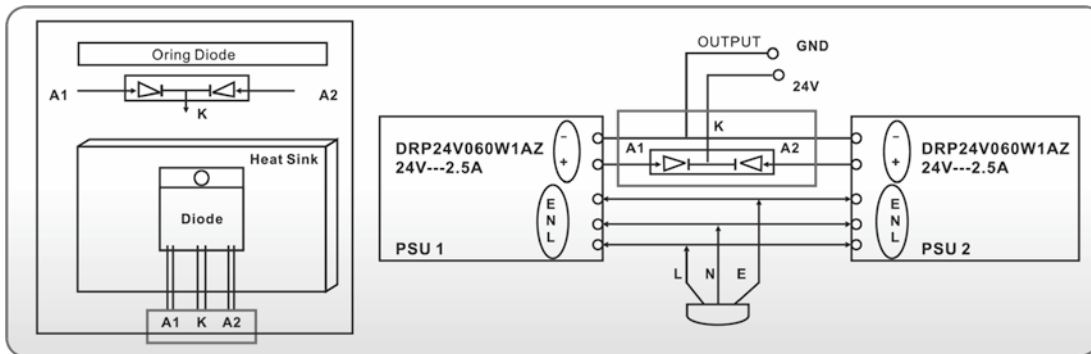 Oring Diode
A1
A2
K
Heat Sink
Diode
A1 K A2
OUTPUT
GND
24V
DRP24V060W1AZ
24V---2.5A
−
+
E
N
L
PSU 1
K
A1
A2
L N E
−
+
E
N
L
DRP24V060W1AZ
24V---2.5A
PSU 2